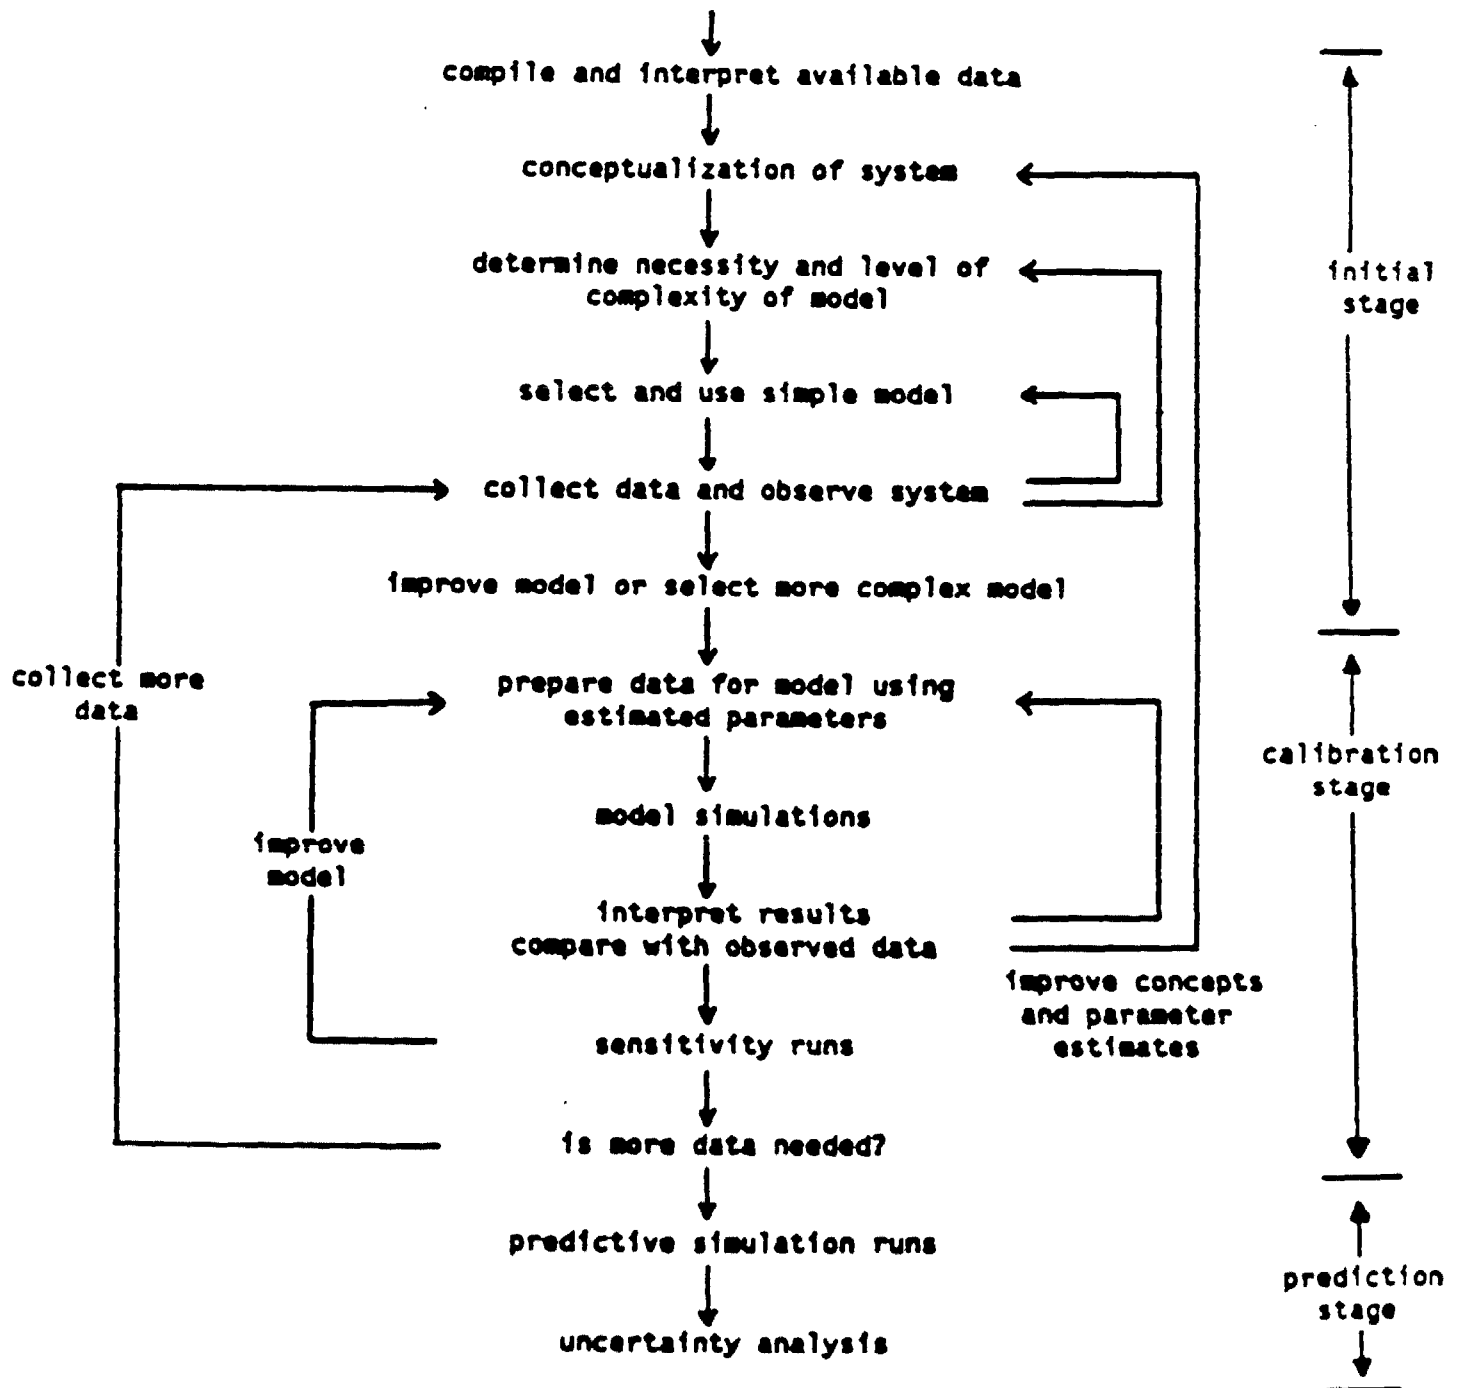 compile and interpret available data
conceptualization of system
determine necessity and level of
complexity of model
initial
stage
select and use simple model
collect data and observe system
improve model or select more complex model
collect more
data
prepare data for model using
estimated parameters
calibration
stage
model simulations
improve
model
interpret results
compare with observed data
improve concepts
and parameter
estimates
sensitivity runs
is more data needed?
predictive simulation runs
prediction
stage
uncertainty analysis